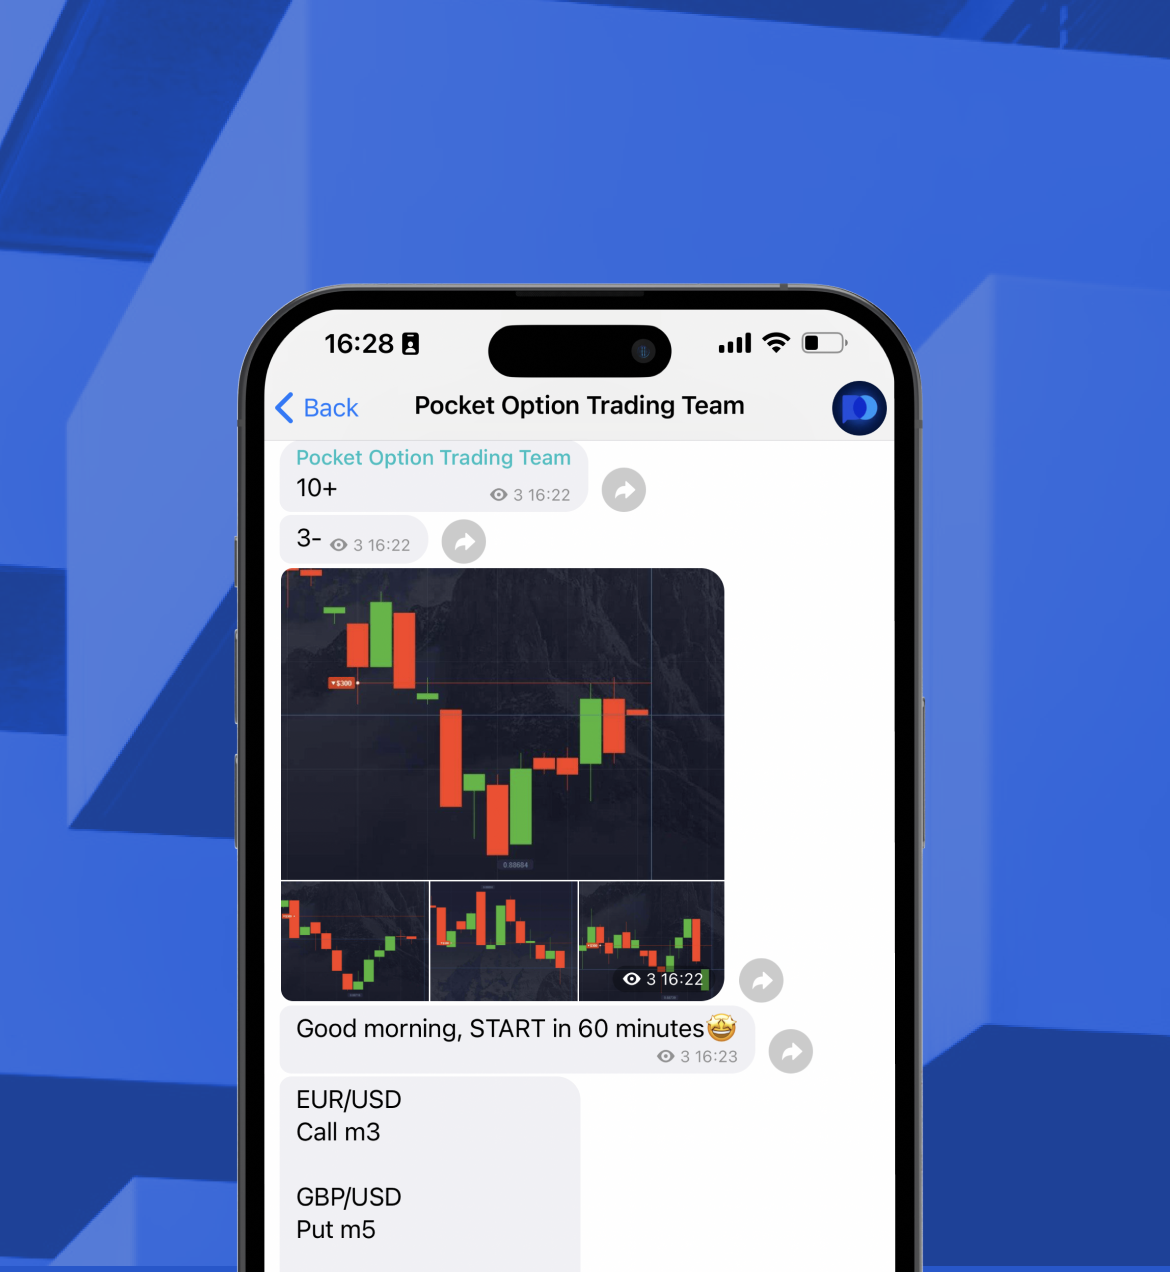 16:28
Back
Pocket Option Trading Team
Pocket Option Trading Team
10+
3 16:22
3-
3 16:22
▼$300
0.88684
3 16:22
Good morning, START in 60 minutes🤩
3 16:23
EUR/USD
Call m3
GBP/USD
Put m5